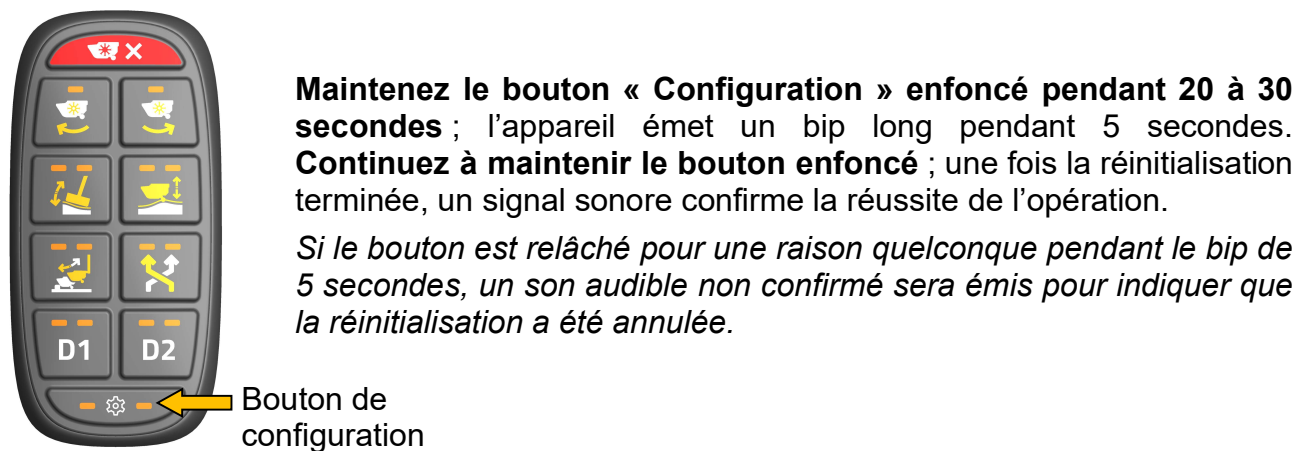 Maintenez le bouton « Configuration » enfoncé pendant 20 à 30
secondes ; l’appareil émet un bip long pendant 5 secondes.
Continuez à maintenir le bouton enfoncé ; une fois la réinitialisation
terminée, un signal sonore confirme la réussite de l’opération.
Si le bouton est relâché pour une raison quelconque pendant le bip de
5 secondes, un son audible non confirmé sera émis pour indiquer que
la réinitialisation a été annulée.
D1 D2
Bouton de
configuration